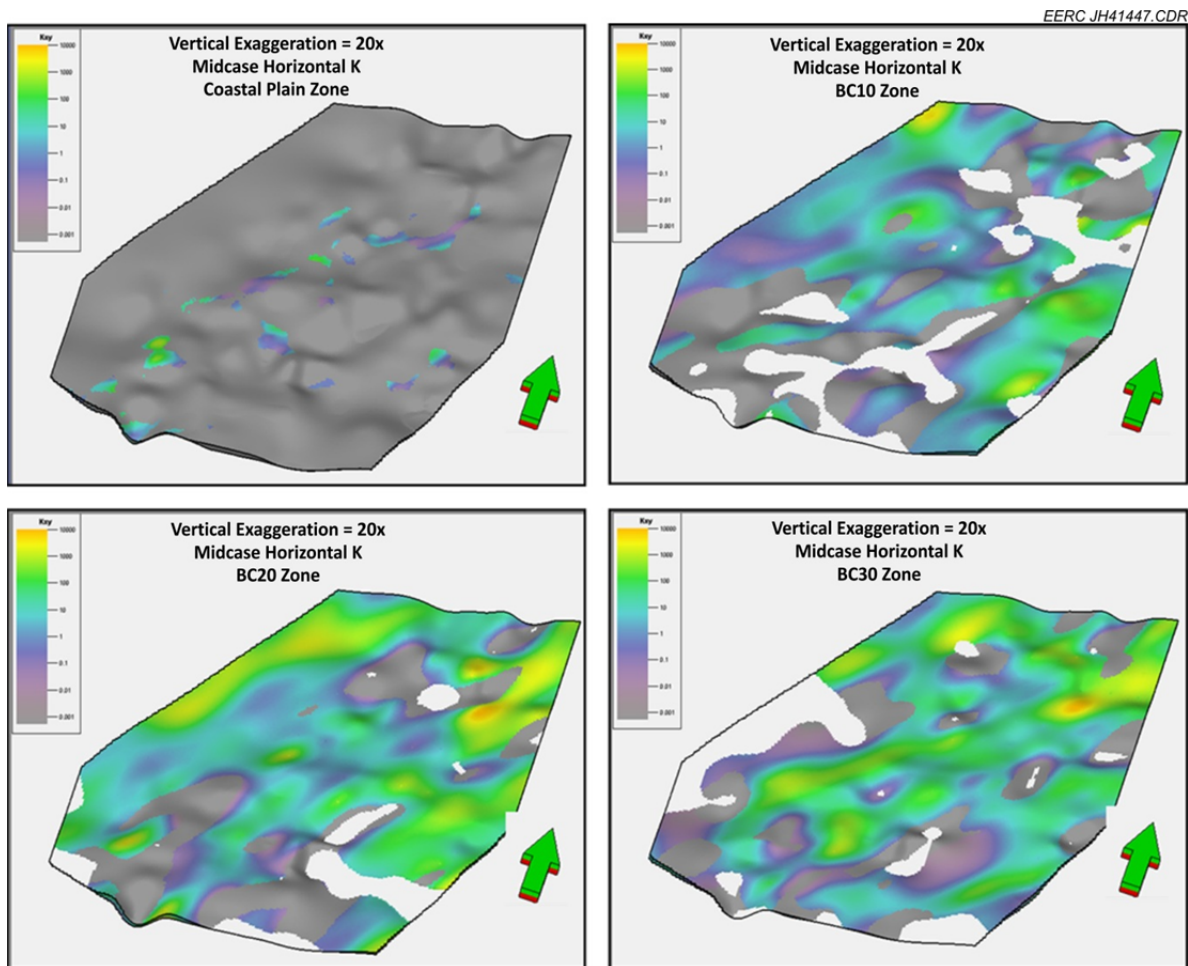 EERC JH41447.CDR
Vertical Exaggeration = 20x
Midcase Horizontal K
Coastal Plain Zone
Kxy
10000
1000
100
10
1
0.1
0.01
0.001
Vertical Exaggeration = 20x
Midcase Horizontal K
BC10 Zone
Kxy
10000
1000
100
10
1
0.1
0.01
0.001
Vertical Exaggeration = 20x
Midcase Horizontal K
BC20 Zone
Kxy
10000
1000
100
10
1
0.1
0.01
0.001
Vertical Exaggeration = 20x
Midcase Horizontal K
BC30 Zone
Kxy
10000
1000
100
10
1
0.1
0.01
0.001